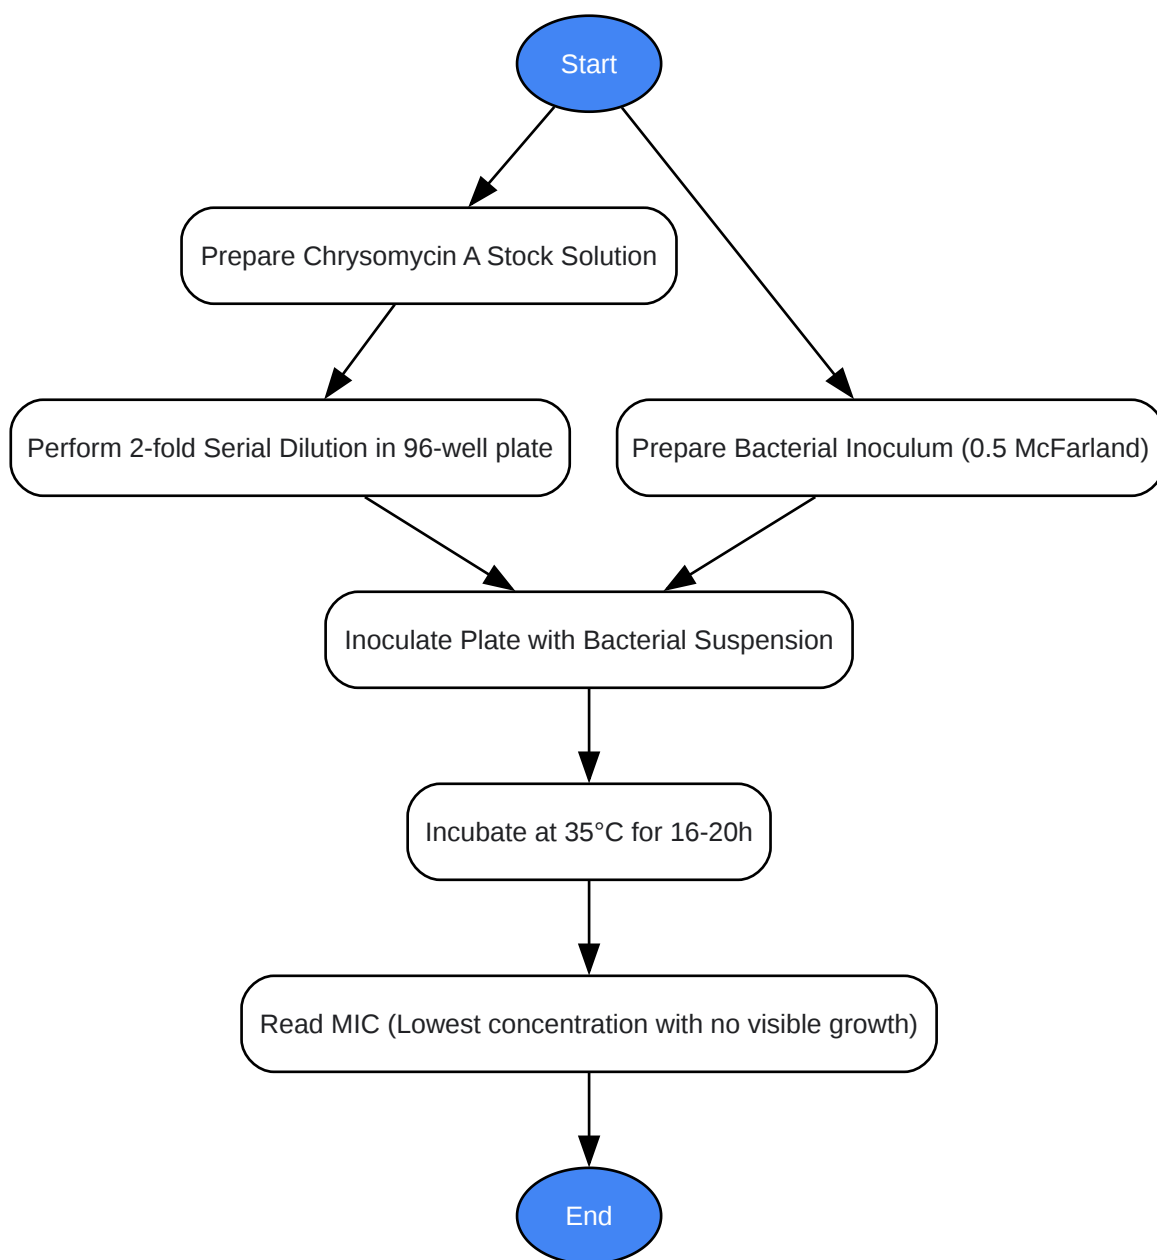 Start
Prepare Chrysomycin A Stock Solution
Perform 2-fold Serial Dilution in 96-well plate
Prepare Bacterial Inoculum (0.5 McFarland)
Inoculate Plate with Bacterial Suspension
Incubate at 35°C for 16-20h
Read MIC (Lowest concentration with no visible growth)
End